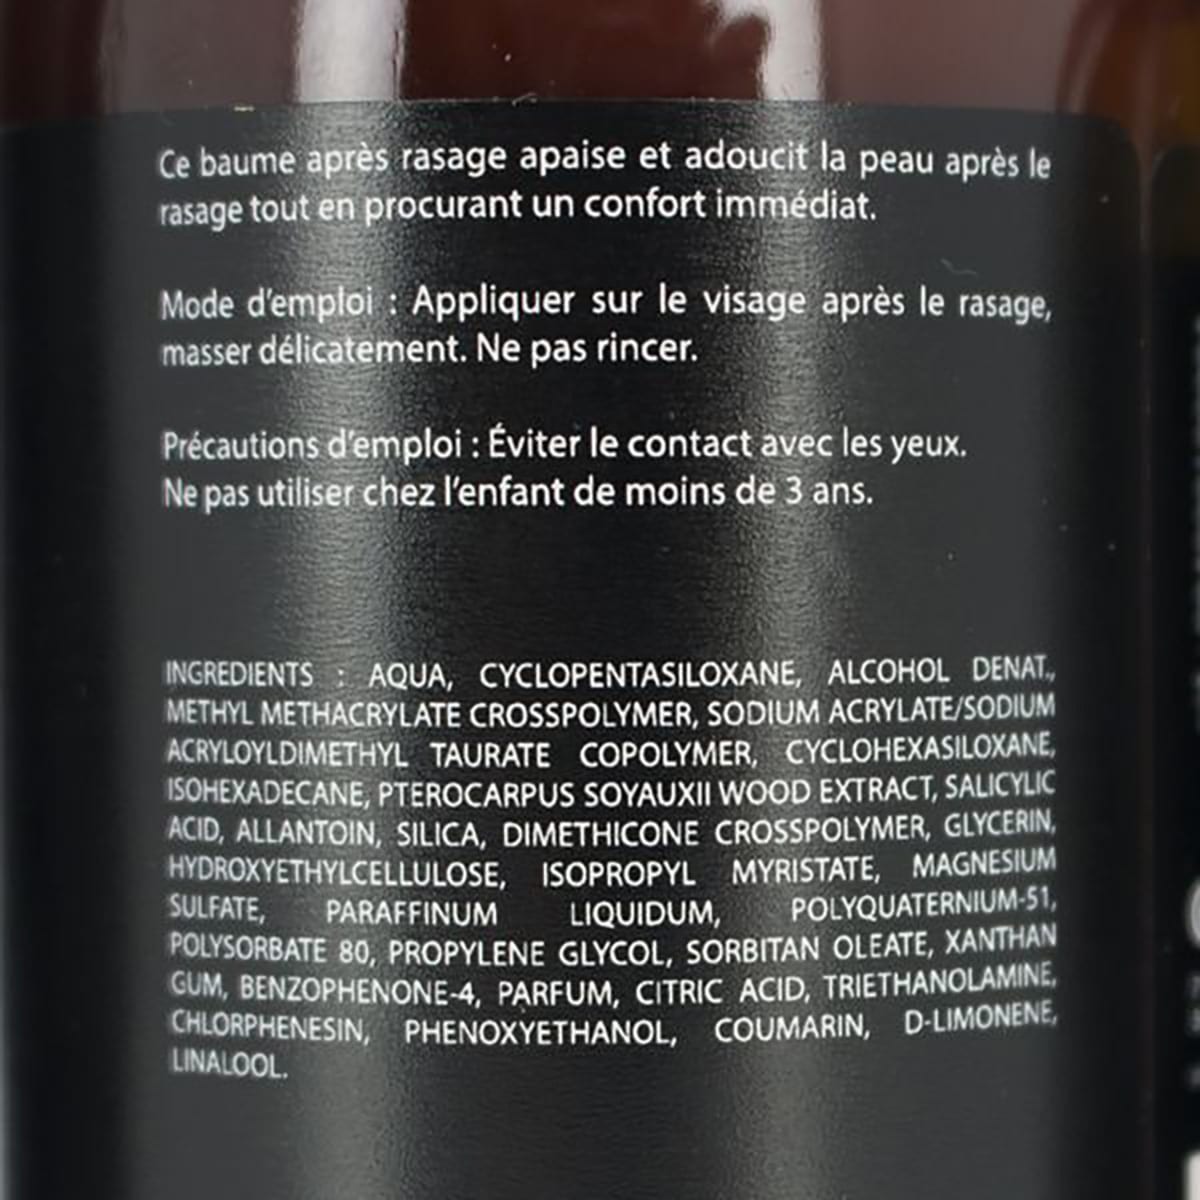 Ce baume après rasage apaise et adoucit la peau après le
rasage tout en procurant un confort immédiat.
Mode d'emploi : Appliquer sur le visage après le rasage,
masser délicatement. Ne pas rincer.
Précautions d'emploi : Éviter le contact avec les yeux.
Ne pas utiliser chez l'enfant de moins de 3 ans.
INGREDIENTS : AQUA, CYCLOPENTASILOXANE, ALCOHOL DENAT.,
METHYL METHACRYLATE CROSSPOLYMER, SODIUM ACRYLATE/SODIUM
ACRYLOYLDIMETHYL TAURATE COPOLYMER, CYCLOHEXASILOXANE,
ISOHEXADECANE, PTEROCARPUS SOYAUXII WOOD EXTRACT, SALICYLIC
ACID, ALLANTOIN, SILICA, DIMETHICONE CROSSPOLYMER, GLYCERIN,
HYDROXYETHYLCELLULOSE, ISOPROPYL MYRISTATE, MAGNESIUM
SULFATE, PARAFFINUM LIQUIDUM, POLYQUATERNIUM-51,
POLYSORBATE 80, PROPYLENE GLYCOL, SORBITAN OLEATE, XANTHAN
GUM, BENZOPHENONE-4, PARFUM, CITRIC ACID, TRIETHANOLAMINE,
CHLORPHENESIN, PHENOXYETHANOL, COUMARIN, D-LIMONENE,
LINALOOL.